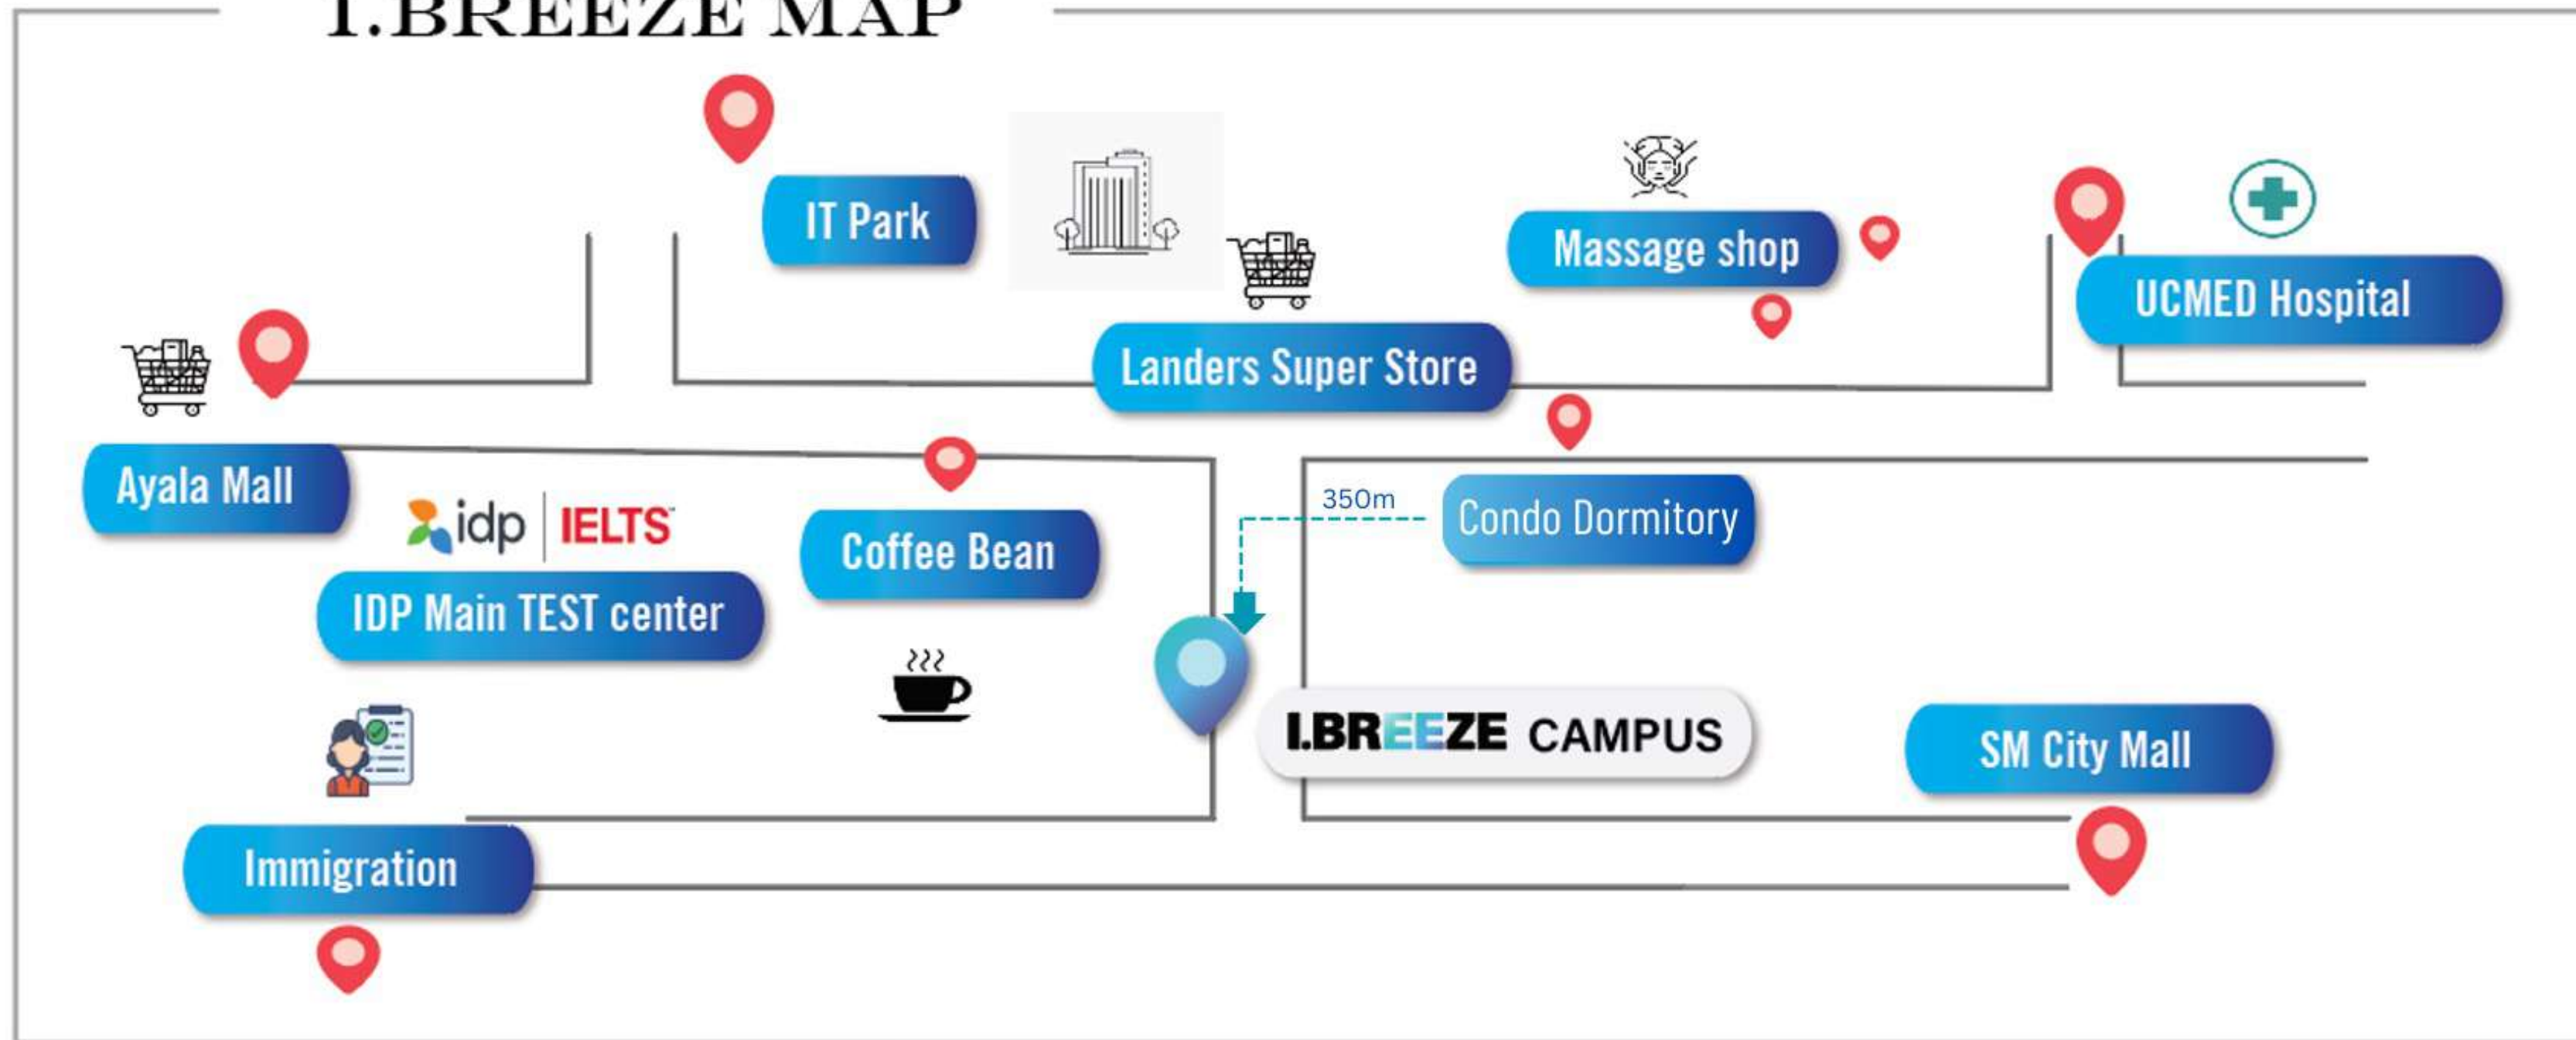 I.BREEZE MAP
IT Park
Massage shop
UCMED Hospital
Landers Super Store
Ayala Mall
idp IELTS
350m
Condo Dormitory
Coffee Bean
IDP Main TEST center
I.BREEZE CAMPUS
SM City Mall
Immigration